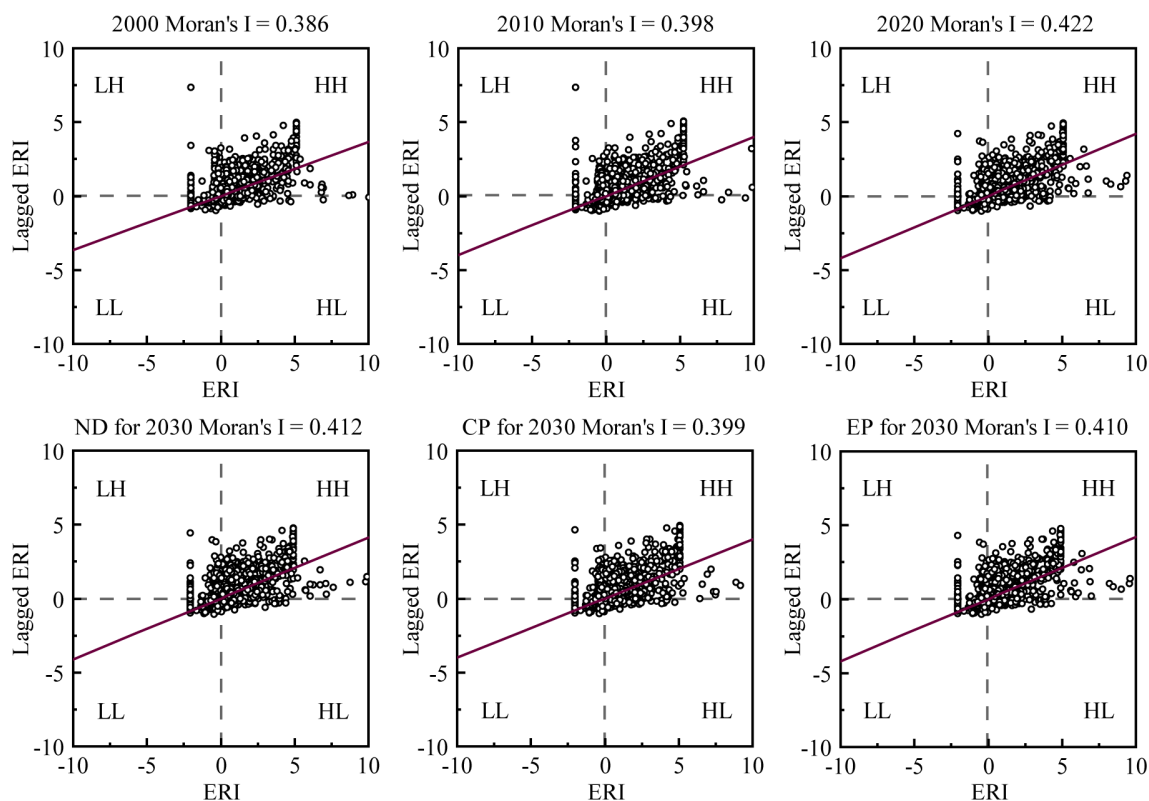 2000 Moran's I = 0.386
10
5
0
-5
-10
Lagged ERI
LH
HH
LL
HL
-10
-5
0
5
10
ERI
2010 Moran's I = 0.398
10
5
0
-5
-10
Lagged ERI
LH
HH
LL
HL
-10
-5
0
5
10
ERI
2020 Moran's I = 0.422
10
5
0
-5
-10
Lagged ERI
LH
HH
LL
HL
-10
-5
0
5
10
ERI
ND for 2030 Moran's I = 0.412
10
5
0
-5
-10
Lagged ERI
LH
HH
LL
HL
-10
-5
0
5
10
ERI
CP for 2030 Moran's I = 0.399
10
5
0
-5
-10
Lagged ERI
LH
HH
LL
HL
-10
-5
0
5
10
ERI
EP for 2030 Moran's I = 0.410
10
5
0
-5
-10
Lagged ERI
LH
HH
LL
HL
-10
-5
0
5
10
ERI